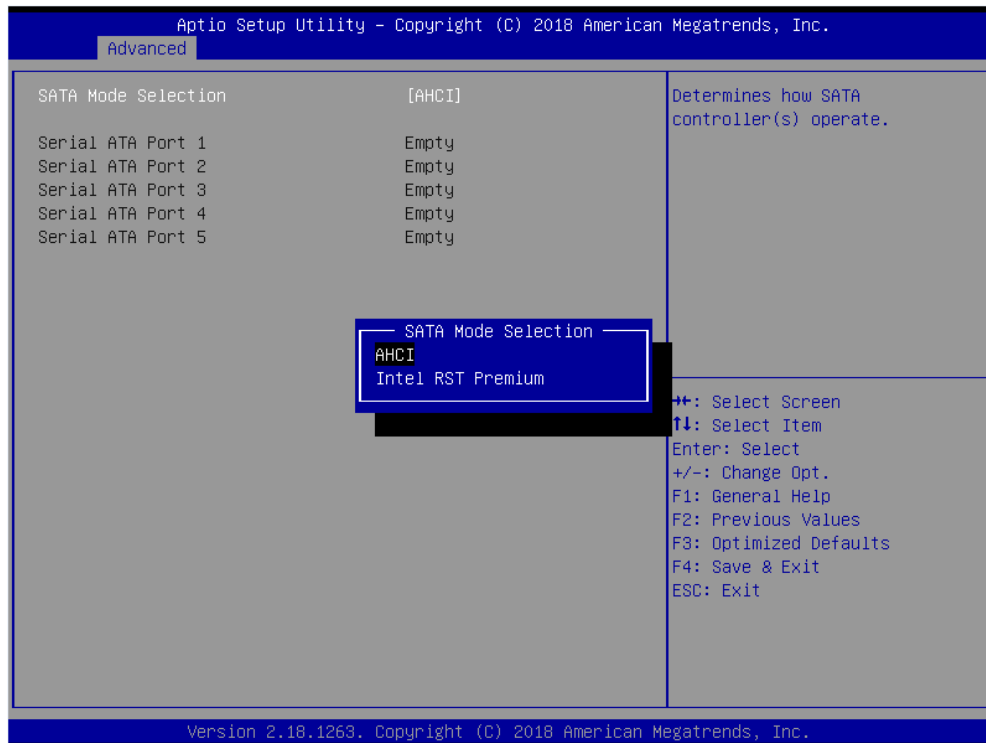 Aptio Setup Utility – Copyright (C) 2018 American Megatrends, Inc.
Advanced
SATA Mode Selection [AHCI]
Serial ATA Port 1 Empty
Serial ATA Port 2 Empty
Serial ATA Port 3 Empty
Serial ATA Port 4 Empty
Serial ATA Port 5 Empty
SATA Mode Selection
AHCI
Intel RST Premium
Determines how SATA
controller(s) operate.
→←: Select Screen
↑↓: Select Item
Enter: Select
+/-: Change Opt.
F1: General Help
F2: Previous Values
F3: Optimized Defaults
F4: Save & Exit
ESC: Exit
Version 2.18.1263. Copyright (C) 2018 American Megatrends, Inc.